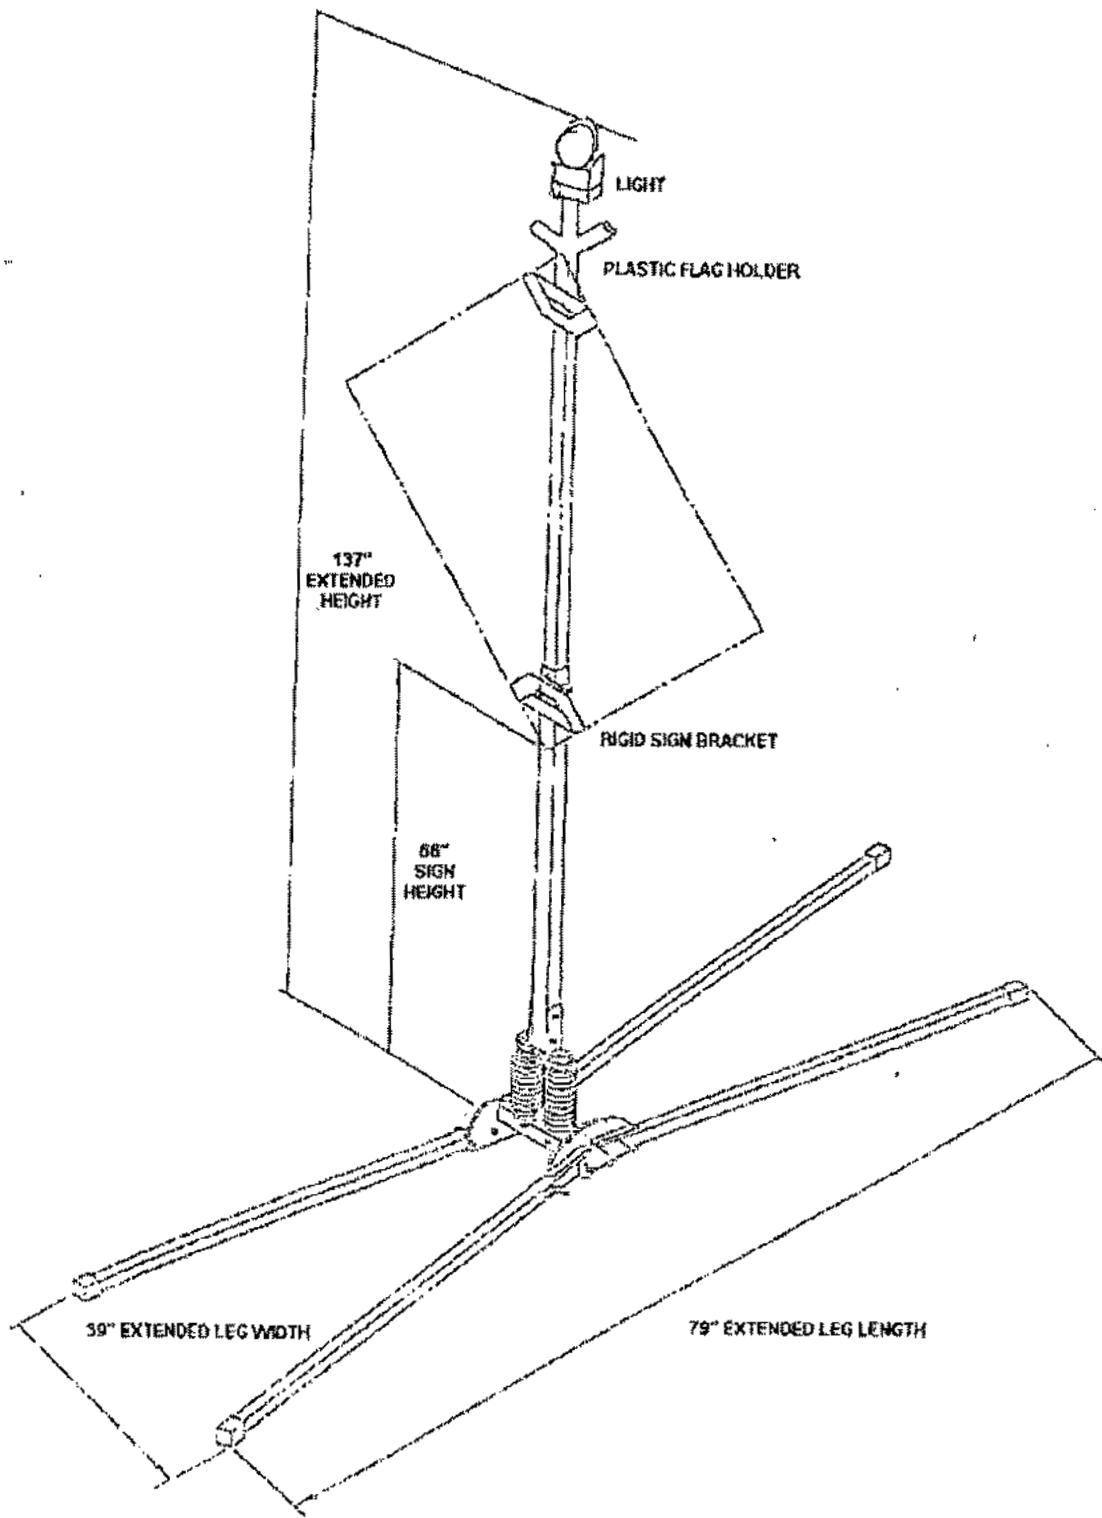 LIGHT
PLASTIC FLAG HOLDER
137"
EXTENDED
HEIGHT
RIGID SIGN BRACKET
SIGN
HEIGHT
39" EXTENDED LEG WIDTH
79" EXTENDED LEG LENGTH